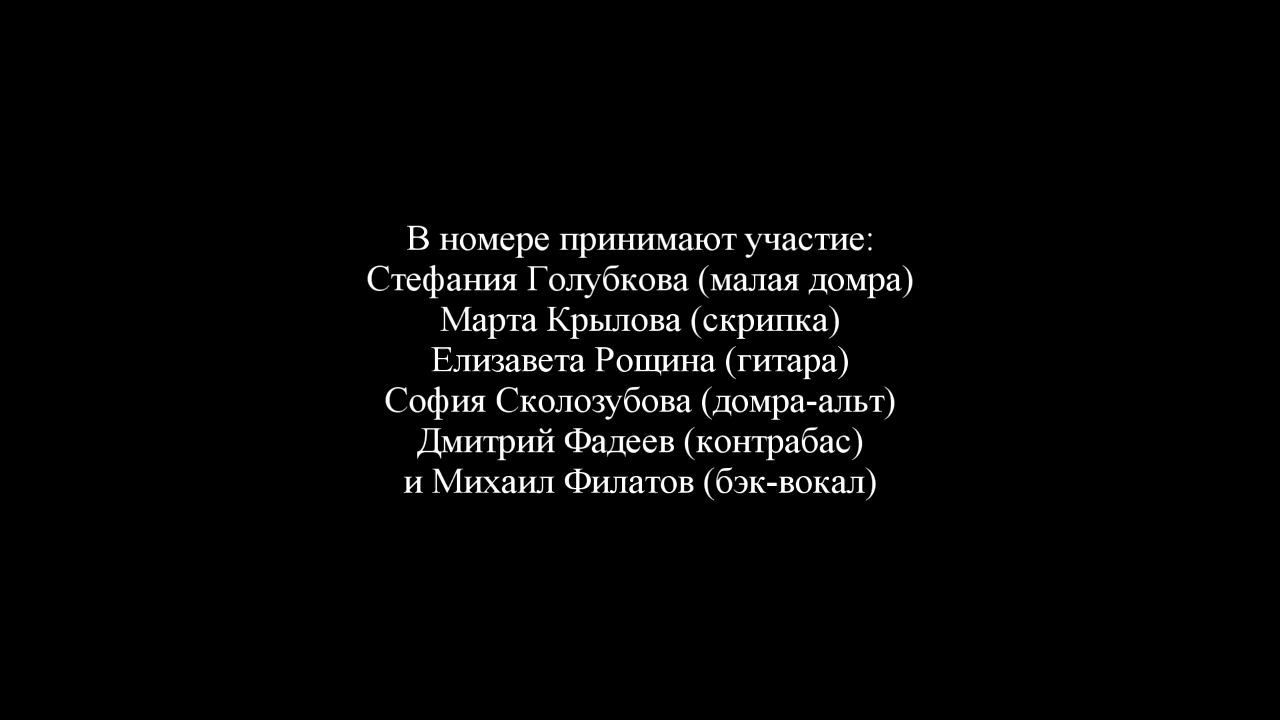 В номере принимают участие:
Стефания Голубкова (малая домра)
Марта Крылова (скрипка)
Елизавета Рощина (гитара)
София Сколозубова (домра-альт)
Дмитрий Фадеев (контрабас)
и Михаил Филатов (бэк-вокал)